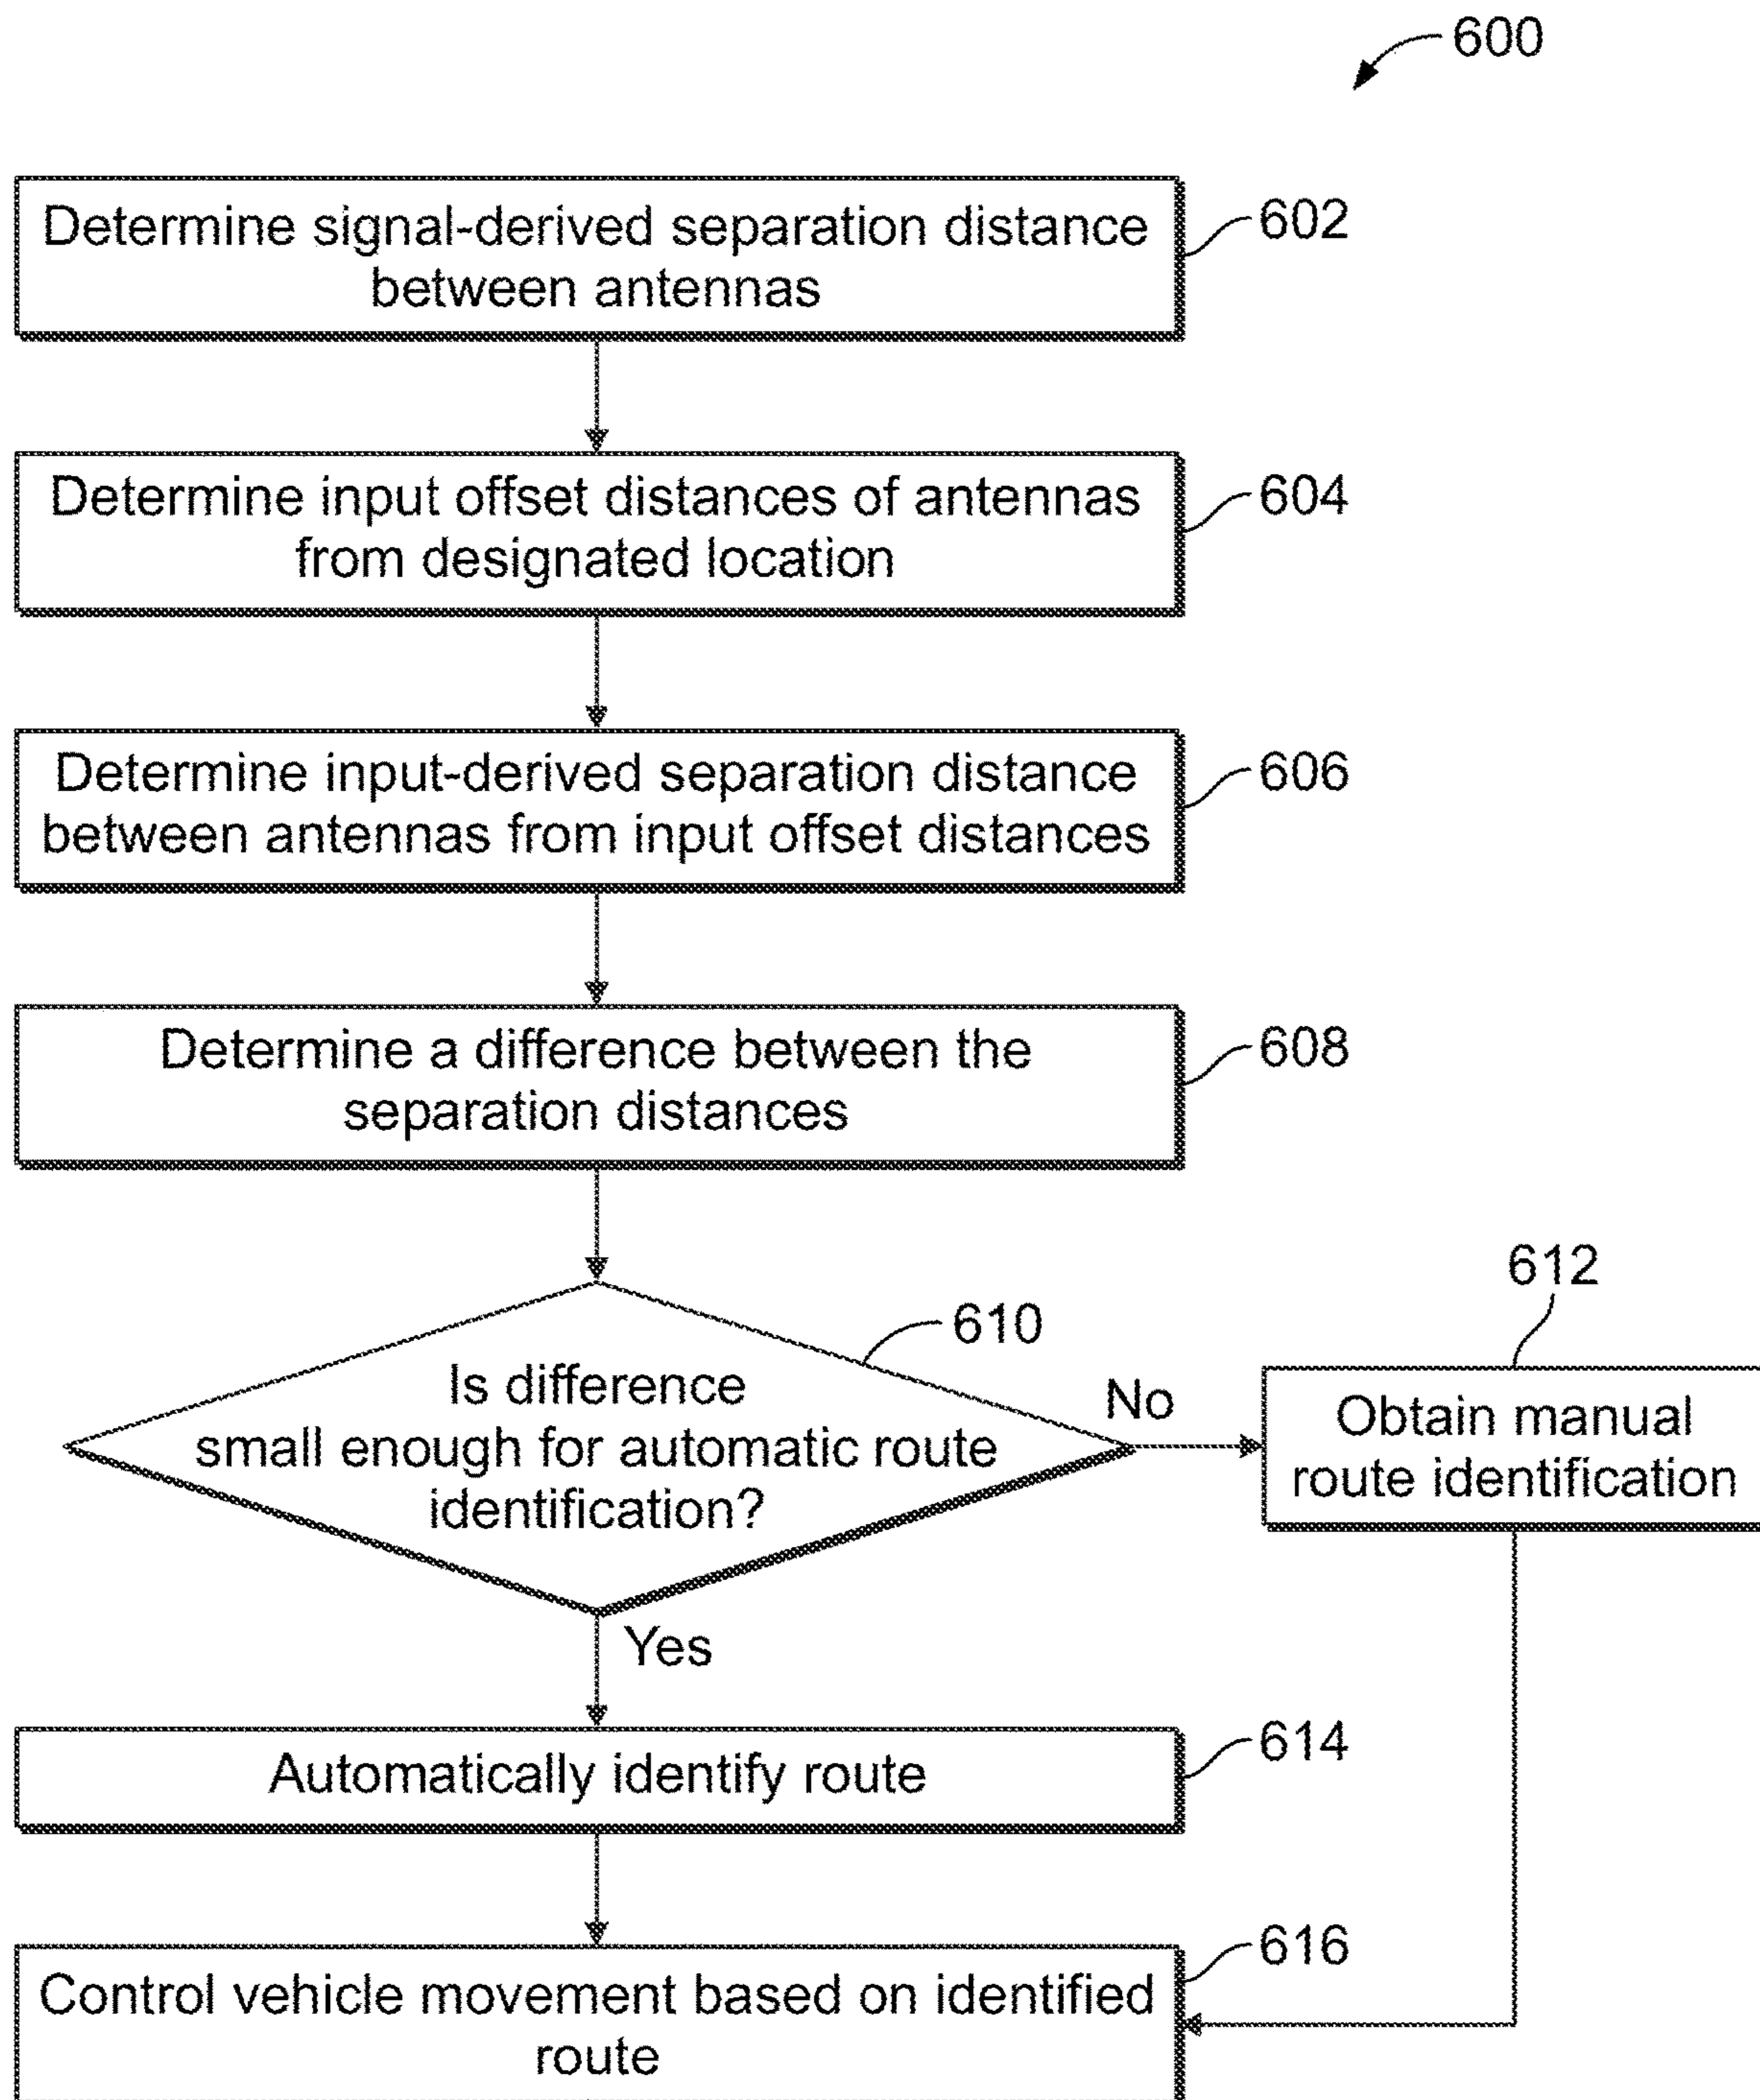 600
Determine signal-derived separation distance
between antennas
602
Determine input offset distances of antennas
from designated location
604
Determine input-derived separation distance
between antennas from input offset distances
606
Determine a difference between the
separation distances
608
610
Is difference
small enough for automatic route
identification?
No
612
Obtain manual
route identification
Yes
Automatically identify route
614
Control vehicle movement based on identified
route
616